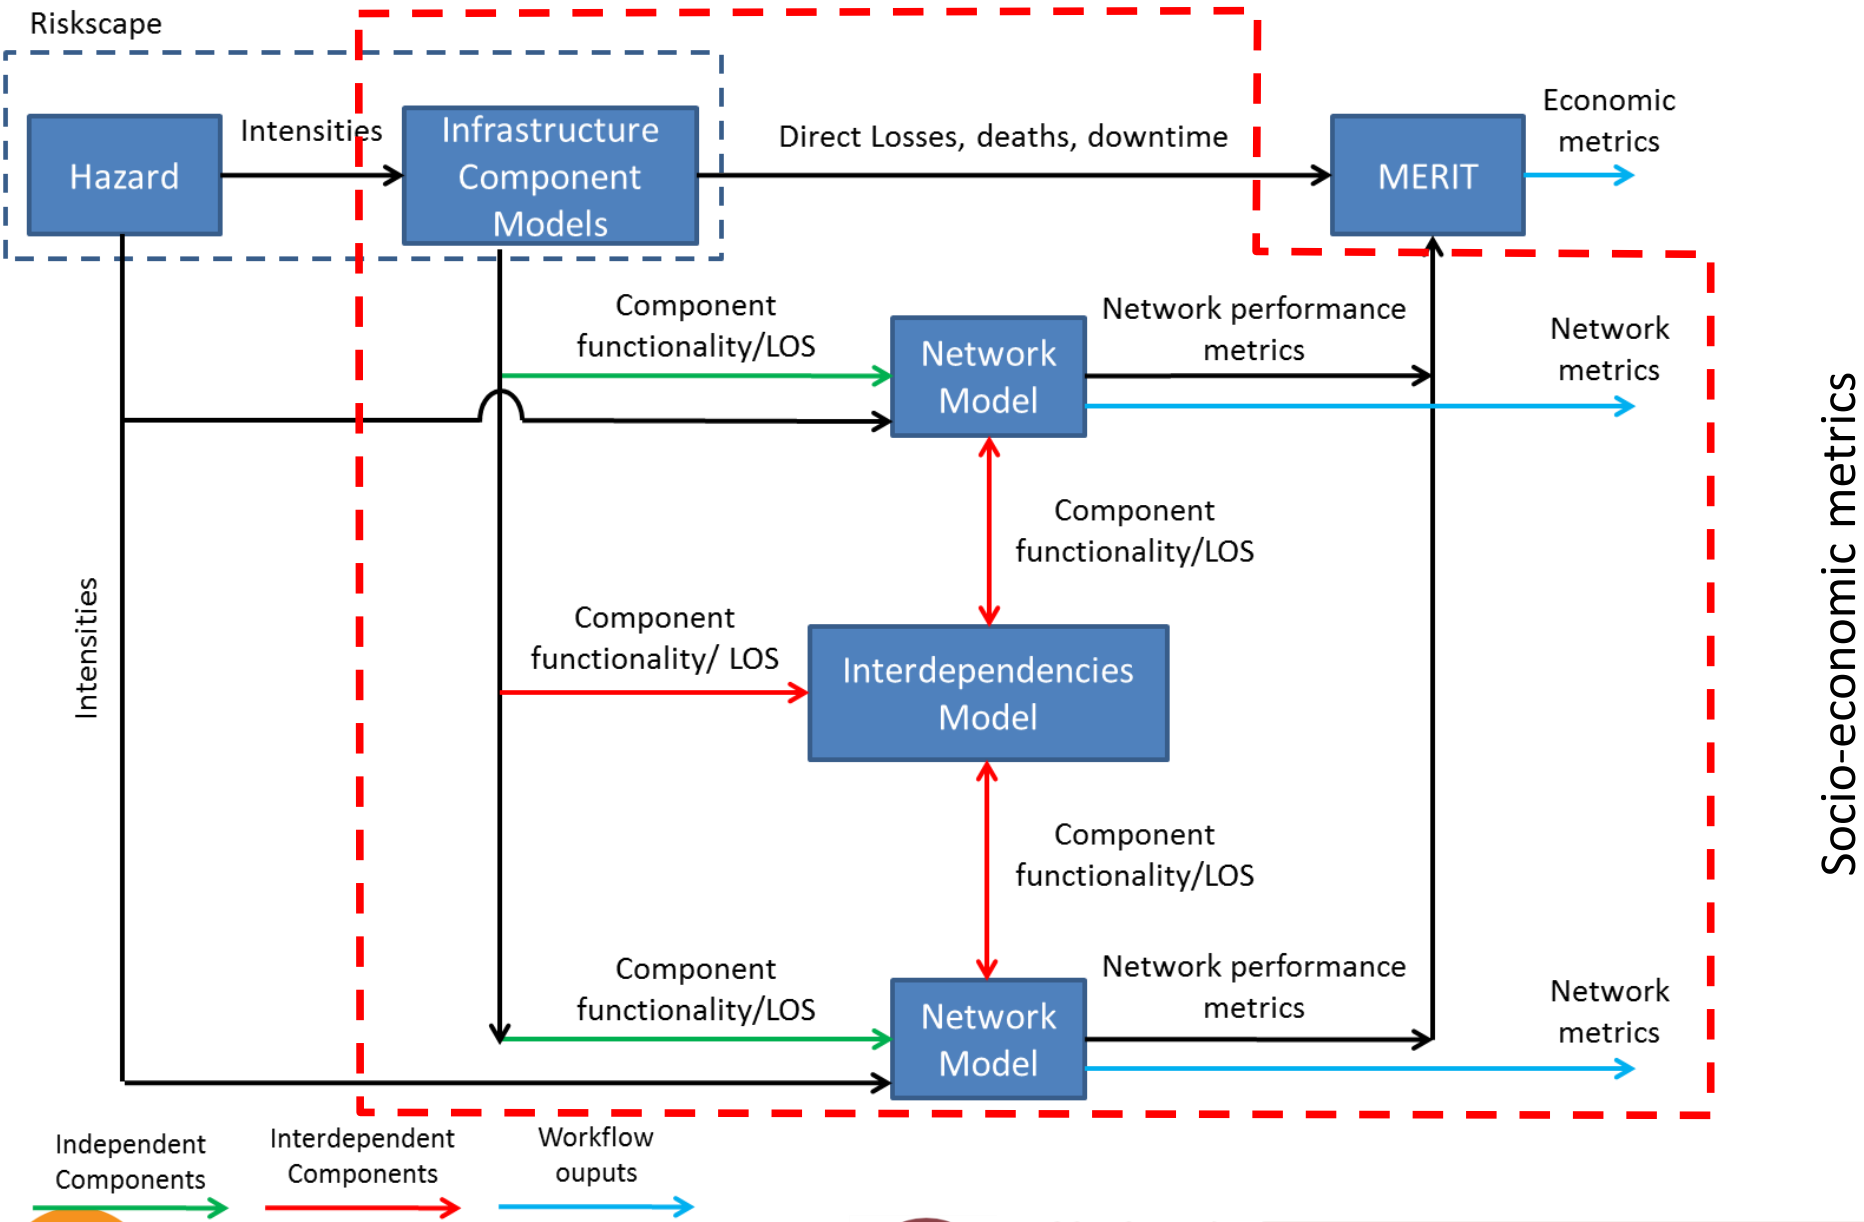 Riskscape
Hazard
Intensities
Infrastructure
Component
Models
Direct Losses, deaths, downtime
MERIT
Economic
metrics
Component
functionality/LOS
Network
Model
Network performance
metrics
Network
metrics
Component
functionality/LOS
Intensities
Component
functionality/ LOS
Interdependencies
Model
Socio-economic metrics
Component
functionality/LOS
Component
functionality/LOS
Network
Model
Network performance
metrics
Network
metrics
Independent
Components
Interdependent
Components
Workflow
ouputs